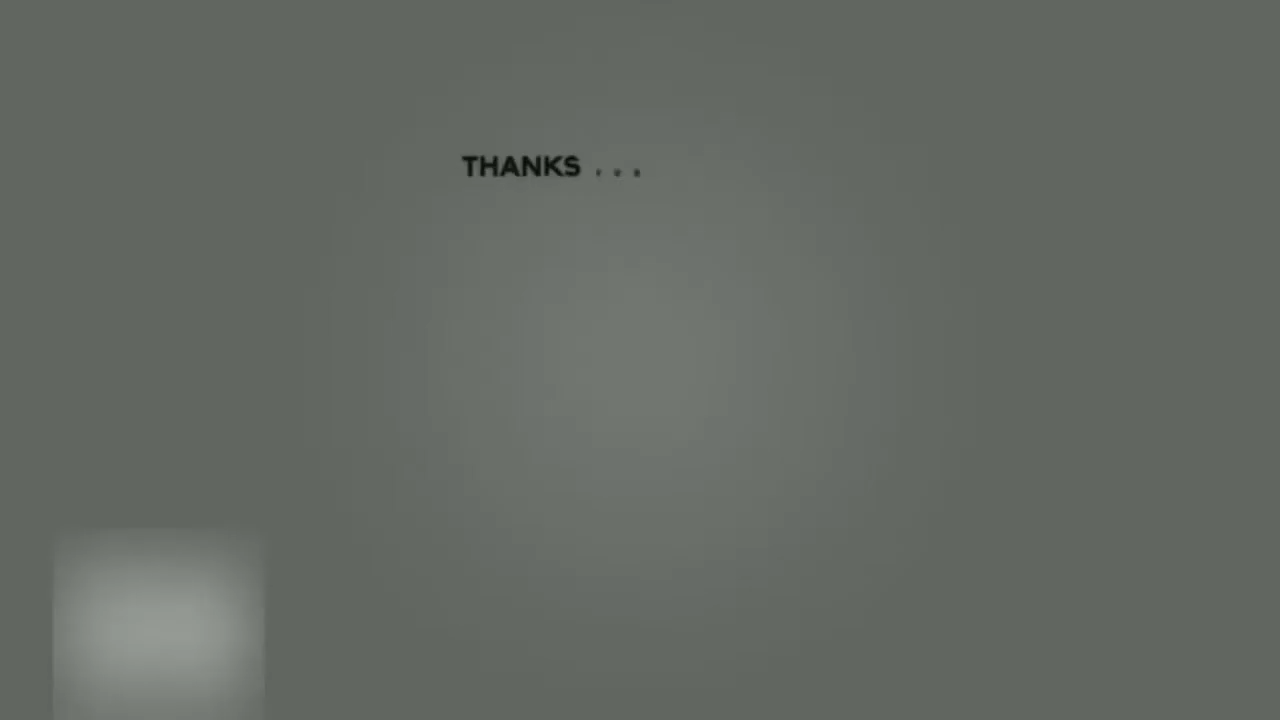 THANKS . . .